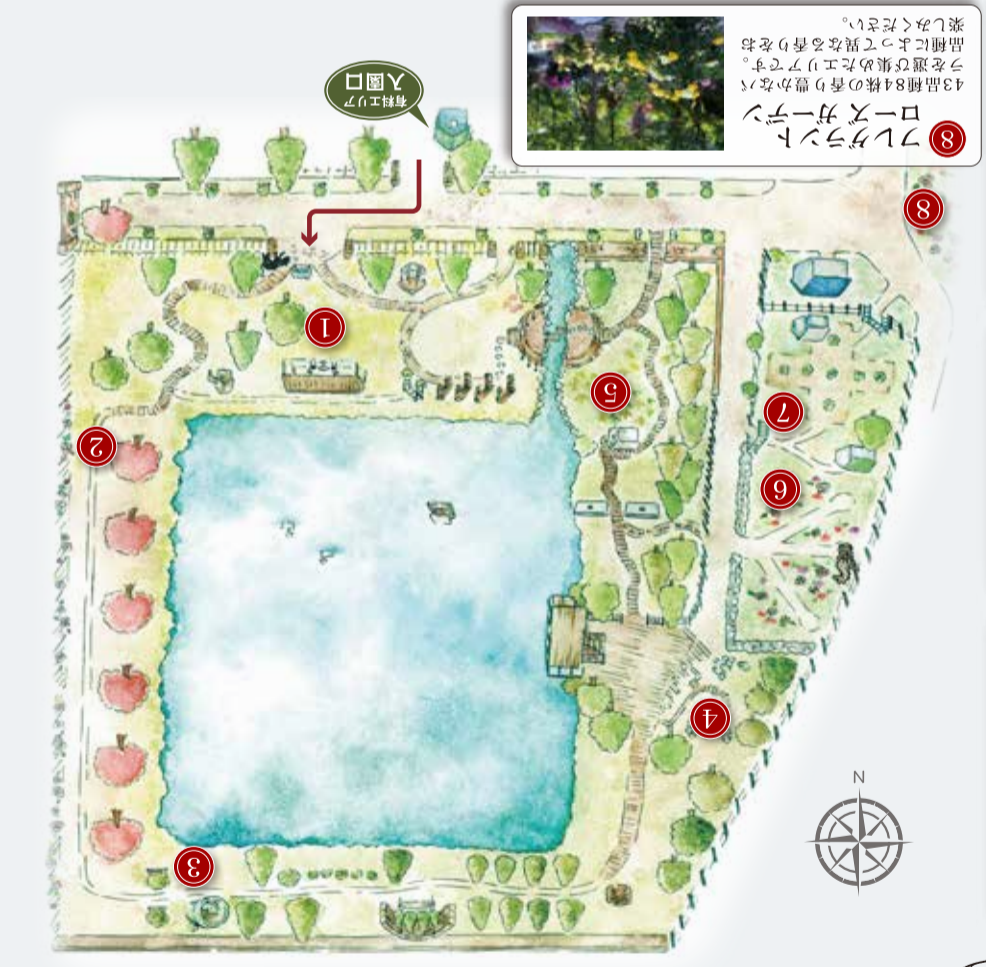 8 フレグラント
ローズ ガーデン
43品種84株の香り豊かなバ
ラを選び集めたエリアです。
品種によって異なる香りをお
楽しみください。
有料エリア
入園口
8
1
2
5
7
6
4
3
N